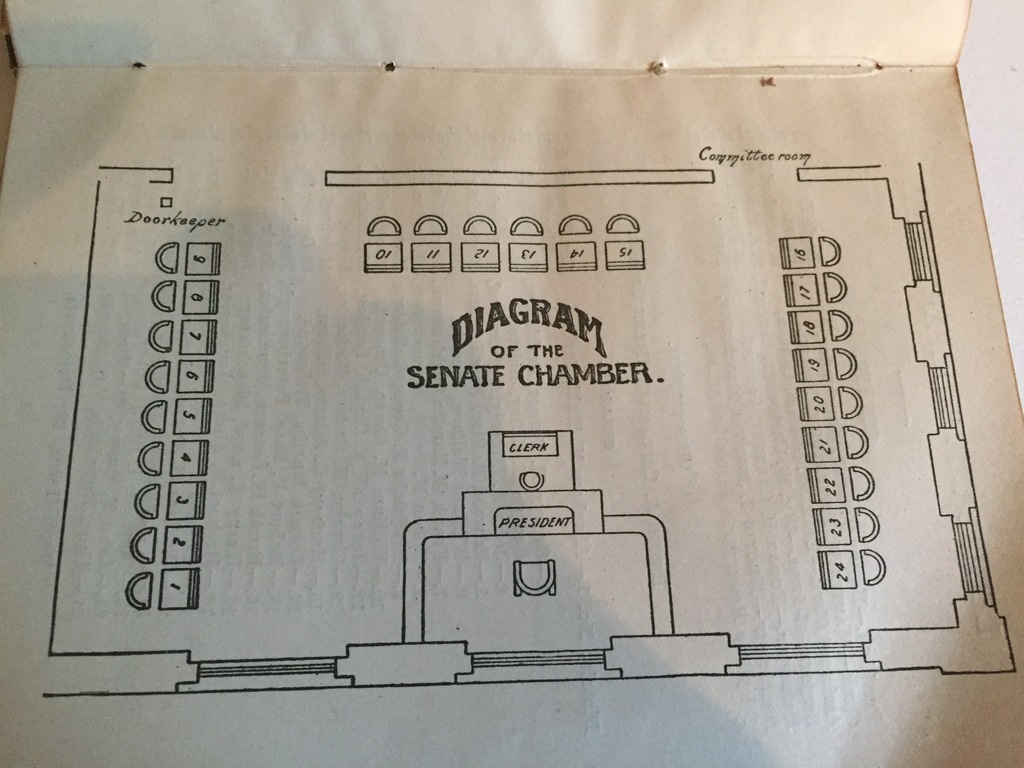 Committee room
Doorkeeper
10 11 12 13 14 15
9
8
7
6
5
4
3
2
1
16
17
18
19
20
21
22
23
24
DIAGRAM
OF THE
SENATE CHAMBER.
CLERK
PRESIDENT